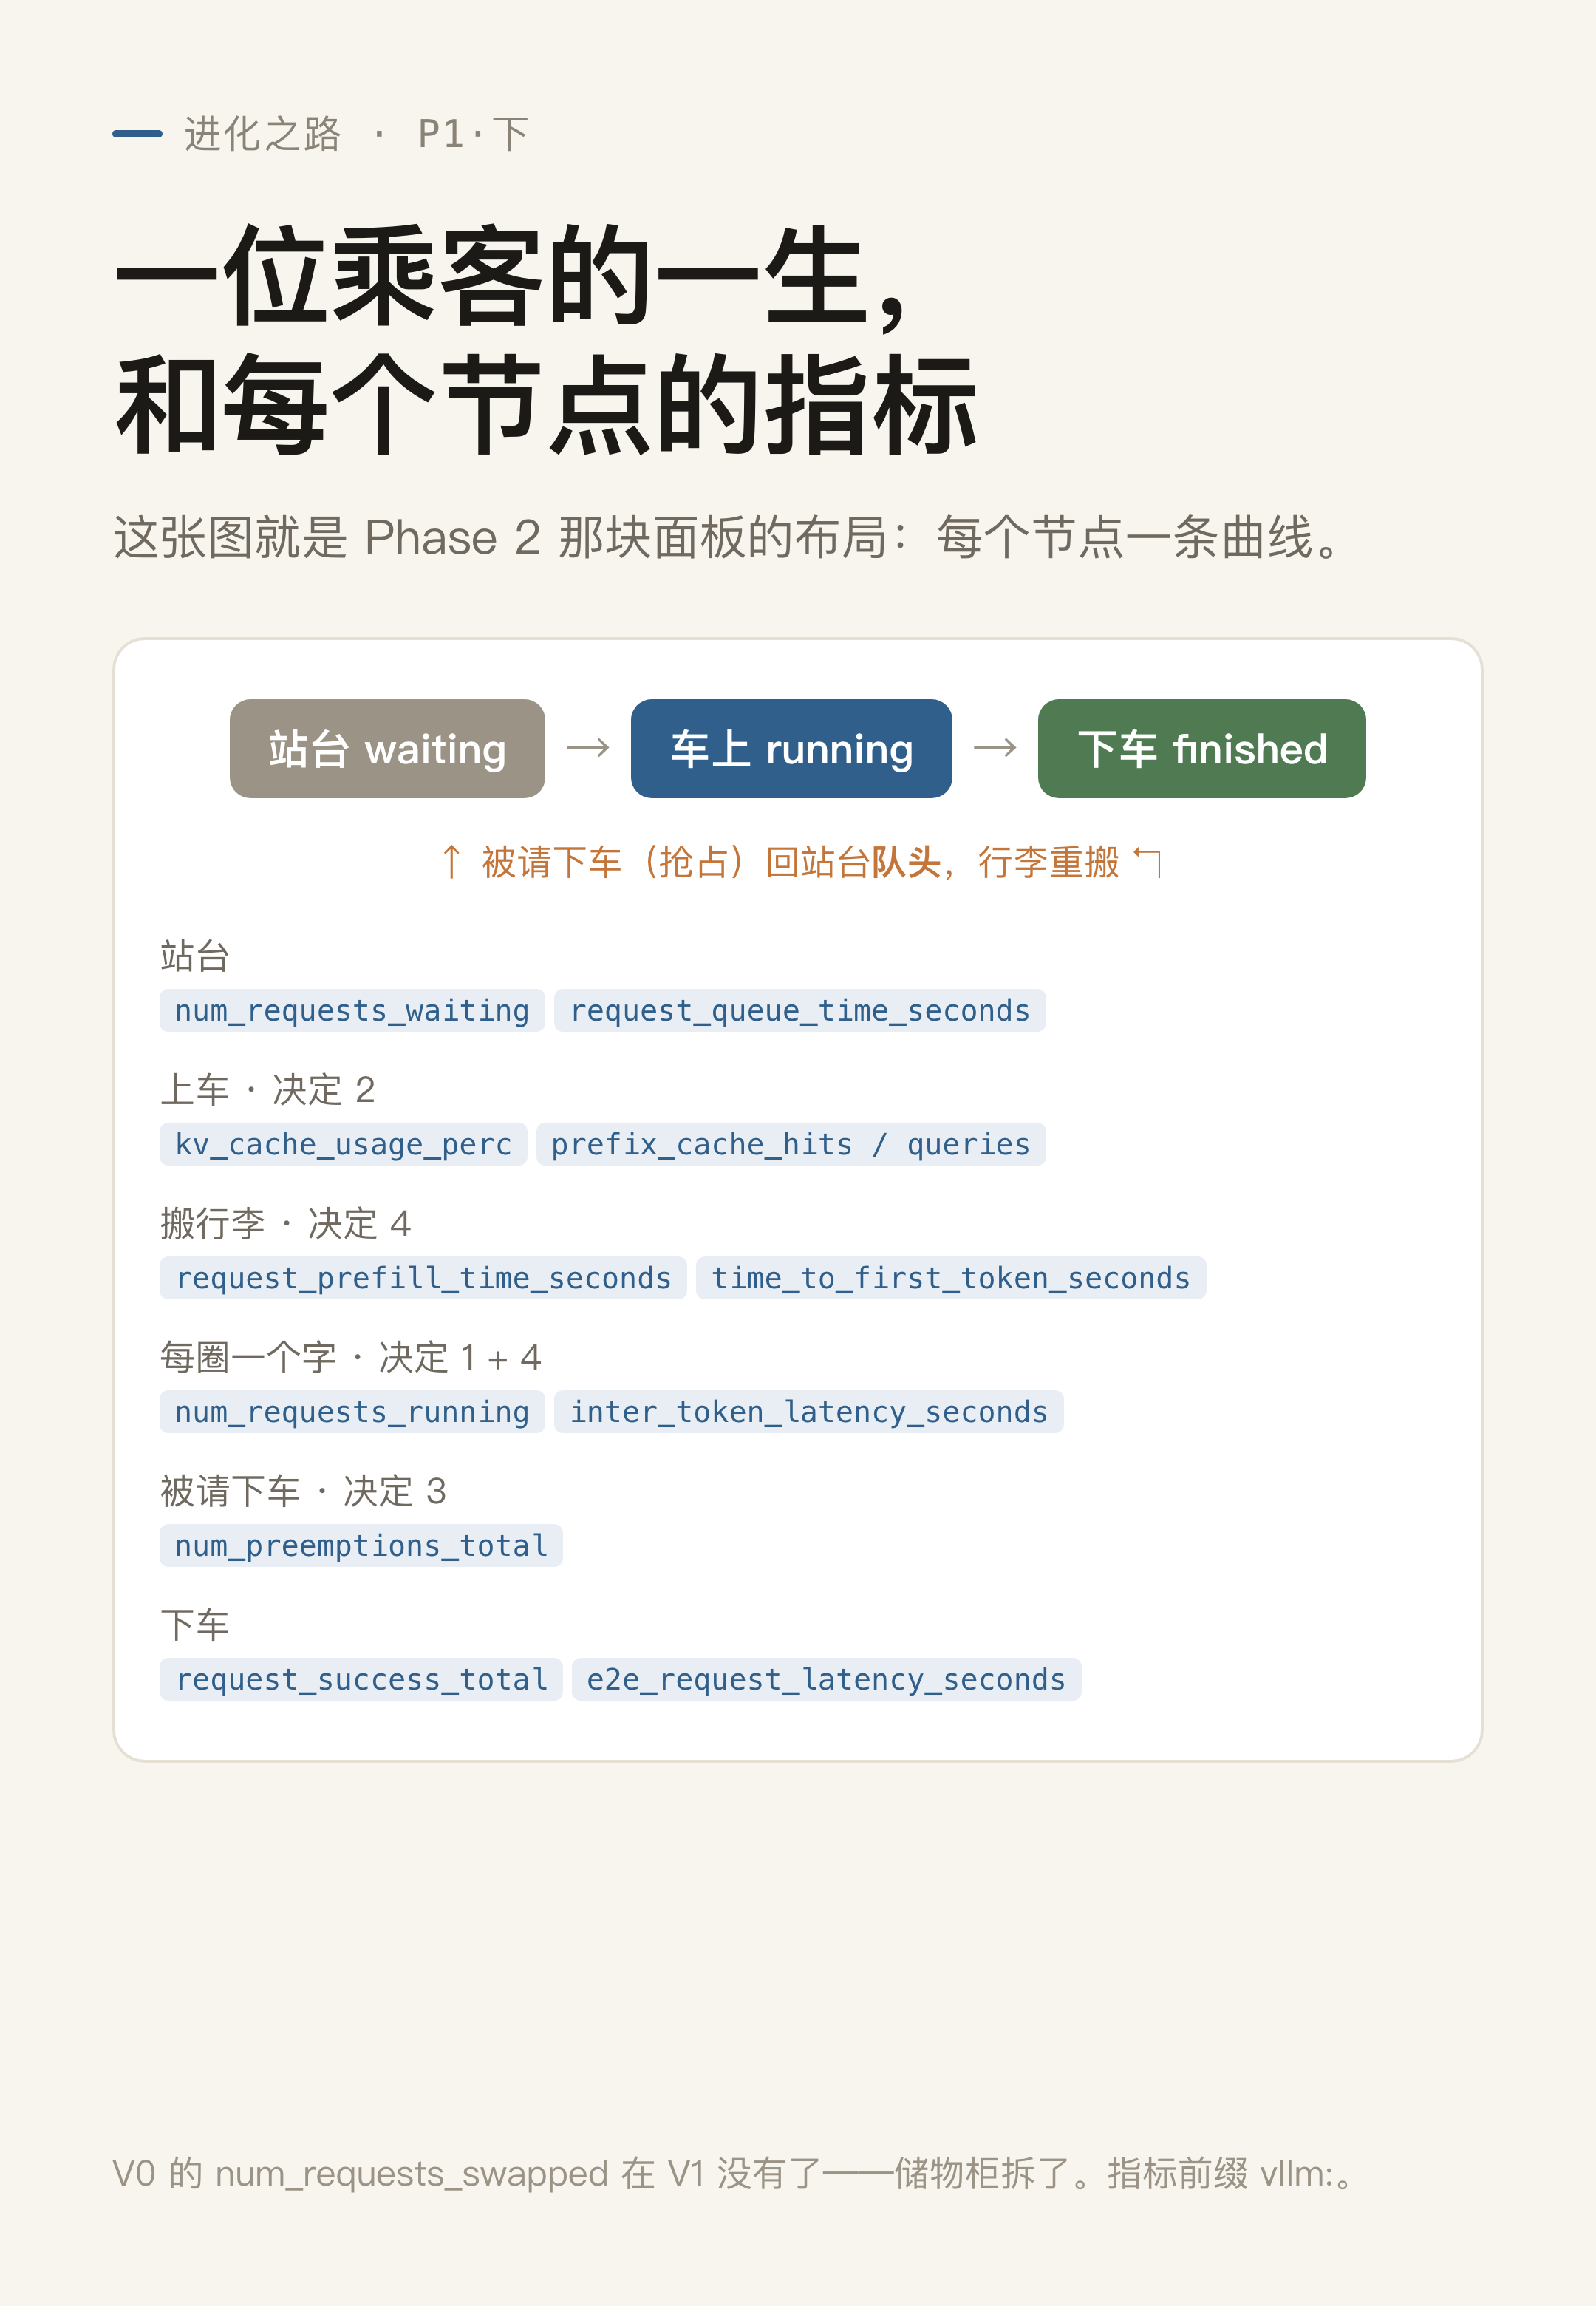 进化之路 · P1·下
一位乘客的一生，
和每个节点的指标
这张图就是 Phase 2 那块面板的布局：每个节点一条曲线。
站台 waiting → 车上 running → 下车 finished
↑ 被请下车（抢占）回站台队头，行李重搬 ↰
站台
num_requests_waiting request_queue_time_seconds
上车 · 决定 2
kv_cache_usage_perc prefix_cache_hits / queries
搬行李 · 决定 4
request_prefill_time_seconds time_to_first_token_seconds
每圈一个字 · 决定 1 + 4
num_requests_running inter_token_latency_seconds
被请下车 · 决定 3
num_preemptions_total
下车
request_success_total e2e_request_latency_seconds
V0 的 num_requests_swapped 在 V1 没有了——储物柜拆了。指标前缀 vllm:。